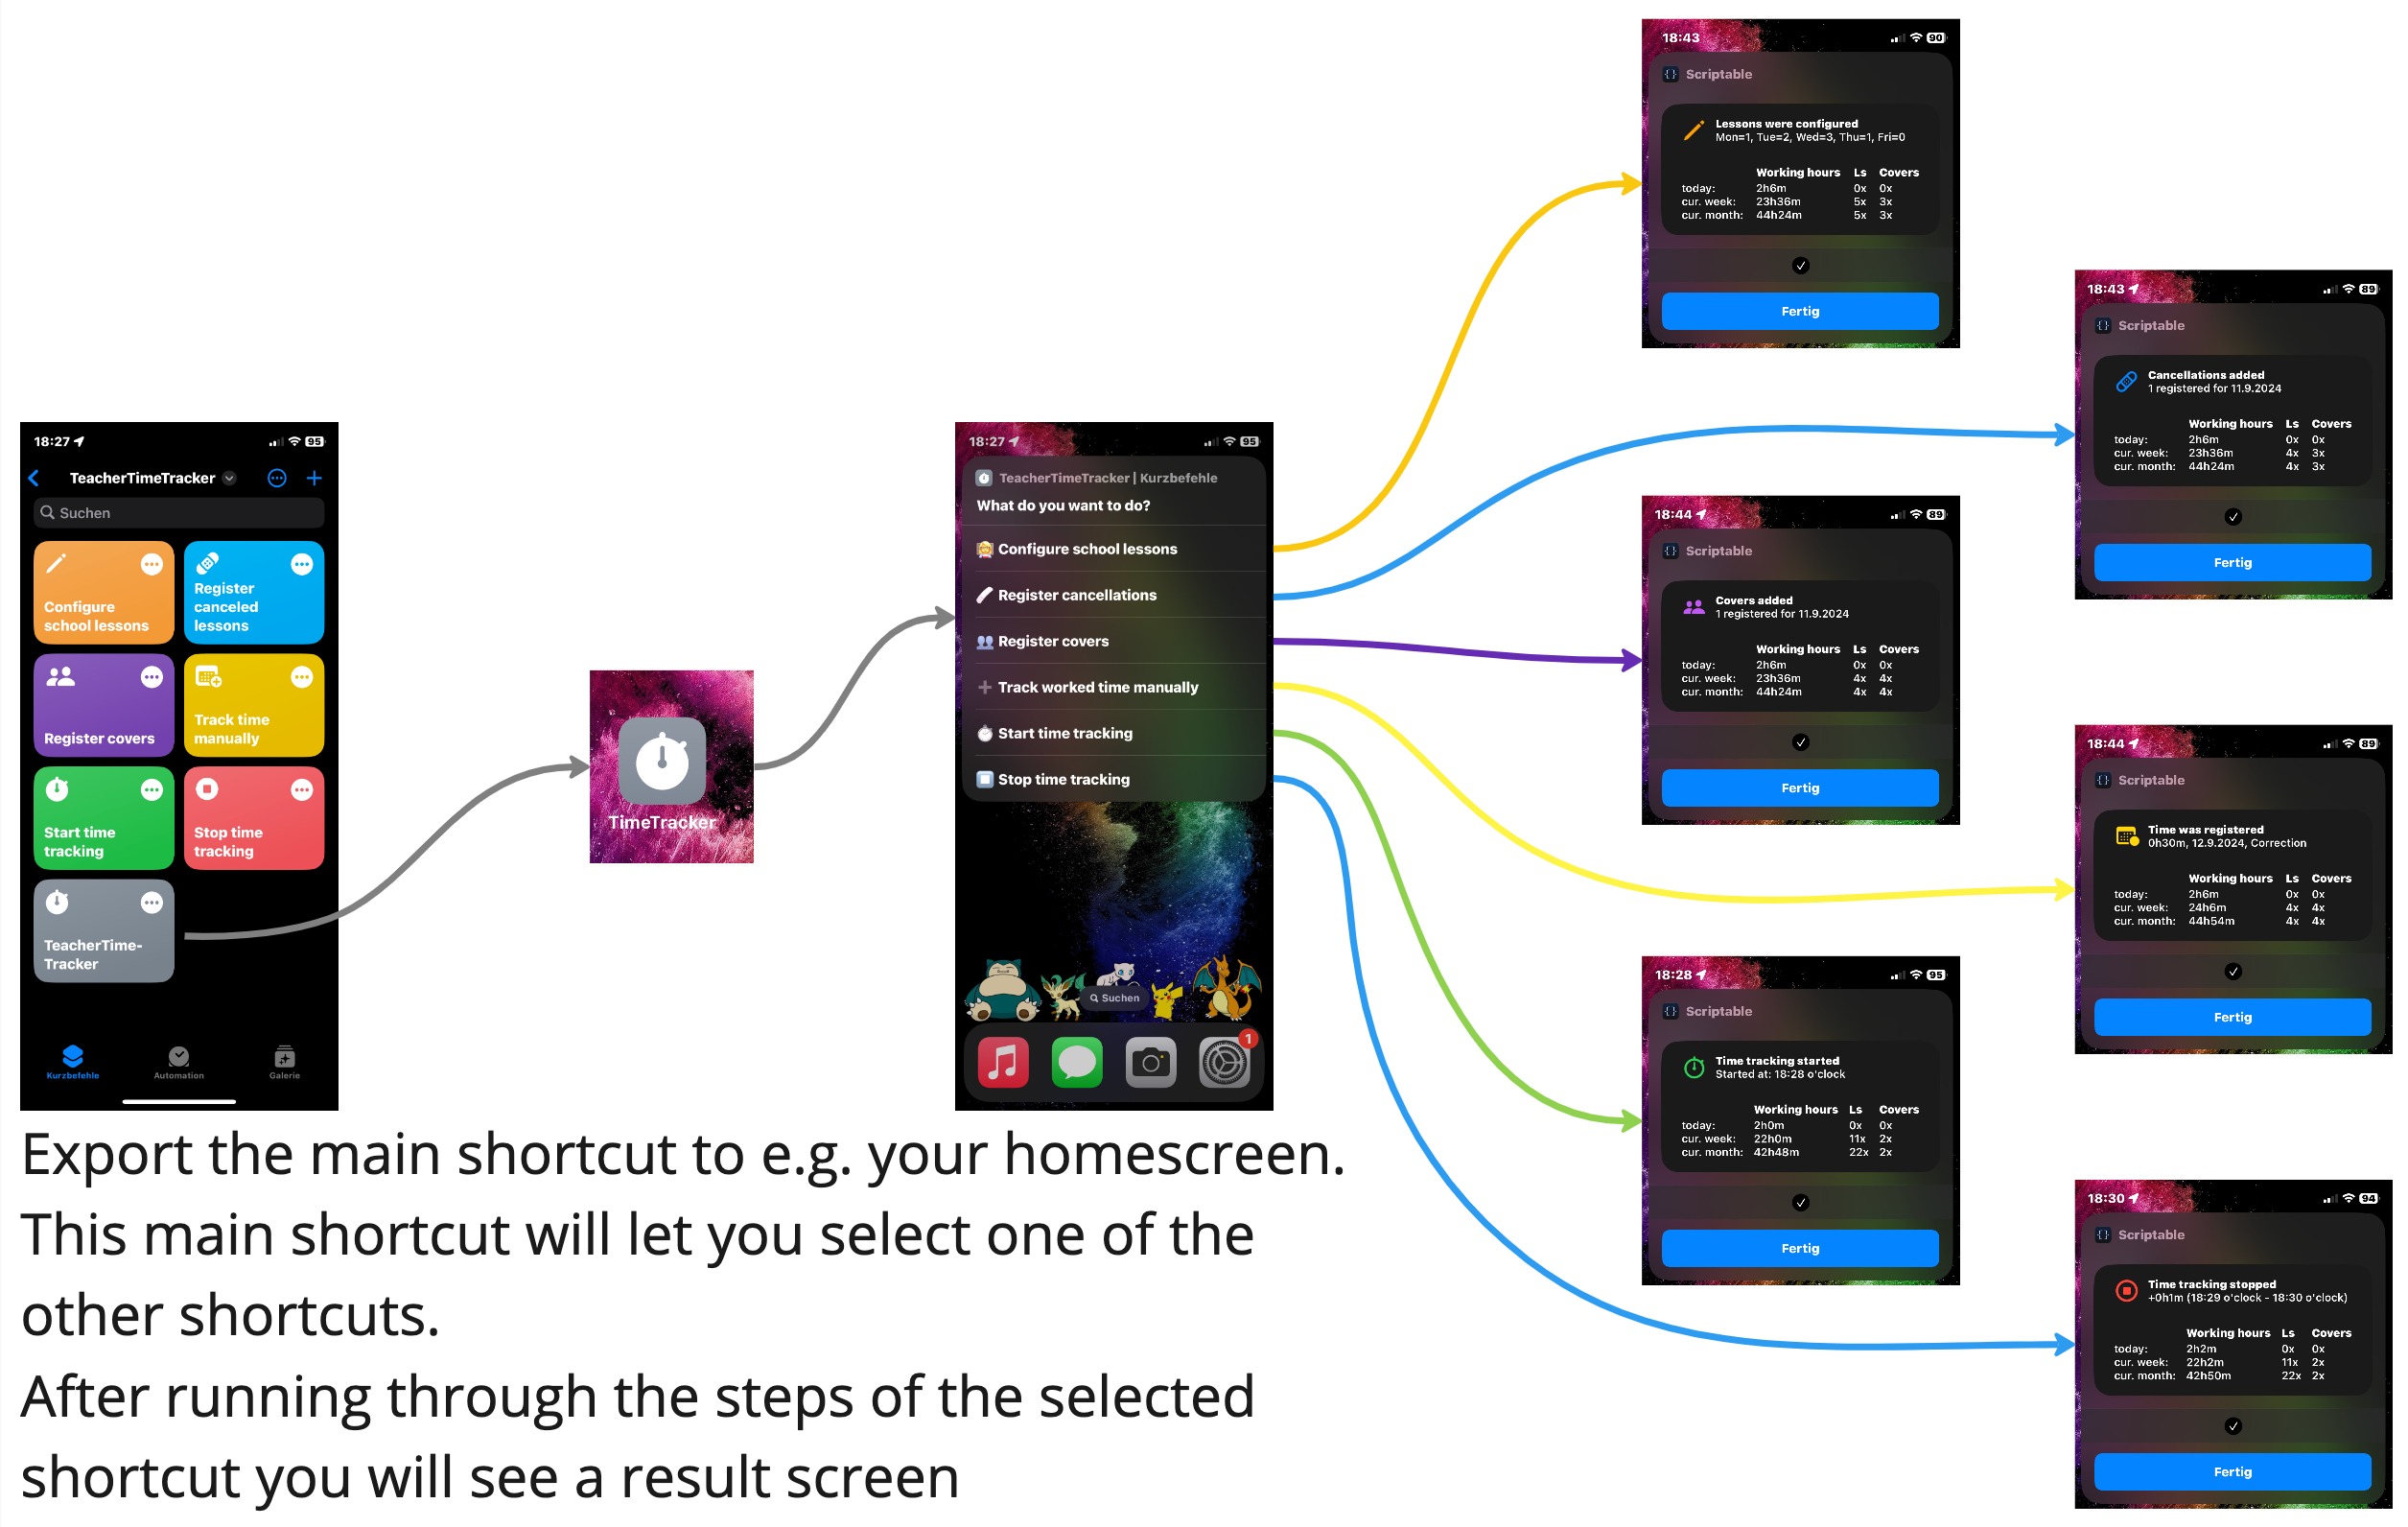 18:27
95
TeacherTimeTracker
Suchen
Configure
school lessons
Register
canceled
lessons
Register covers
Track time
manually
Start time
tracking
Stop time
tracking
TeacherTime-
Tracker
Kurzbefehle
Automation
Galerie
TimeTracker
18:27
95
TeacherTimeTracker | Kurzbefehle
What do you want to do?
Configure school lessons
Register cancellations
Register covers
Track worked time manually
Start time tracking
Stop time tracking
Suchen
1
18:43
90
Scriptable
Lessons were configured
Mon=1, Tue=2, Wed=3, Thu=1, Fri=0
Working hours Ls Covers
today: 2h6m 0x 0x
cur. week: 23h36m 5x 3x
cur. month: 44h24m 5x 3x
Fertig
18:43
89
Scriptable
Cancellations added
1 registered for 11.9.2024
Working hours Ls Covers
today: 2h6m 0x 0x
cur. week: 23h36m 4x 3x
cur. month: 44h24m 4x 3x
Fertig
18:44
89
Scriptable
Covers added
1 registered for 11.9.2024
Working hours Ls Covers
today: 2h6m 0x 0x
cur. week: 23h36m 4x 4x
cur. month: 44h24m 4x 4x
Fertig
18:44
89
Scriptable
Time was registered
0h30m, 12.9.2024, Correction
Working hours Ls Covers
today: 2h6m 0x 0x
cur. week: 24h6m 4x 4x
cur. month: 44h54m 4x 4x
Fertig
18:28
95
Scriptable
Time tracking started
Started at: 18:28 o'clock
Working hours Ls Covers
today: 2h0m 0x 0x
cur. week: 22h0m 11x 2x
cur. month: 42h48m 22x 2x
Fertig
18:30
94
Scriptable
Time tracking stopped
+0h1m (18:29 o'clock - 18:30 o'clock)
Working hours Ls Covers
today: 2h2m 0x 0x
cur. week: 22h2m 11x 2x
cur. month: 42h50m 22x 2x
Fertig
Export the main shortcut to e.g. your homescreen.
This main shortcut will let you select one of the
other shortcuts.
After running through the steps of the selected
shortcut you will see a result screen